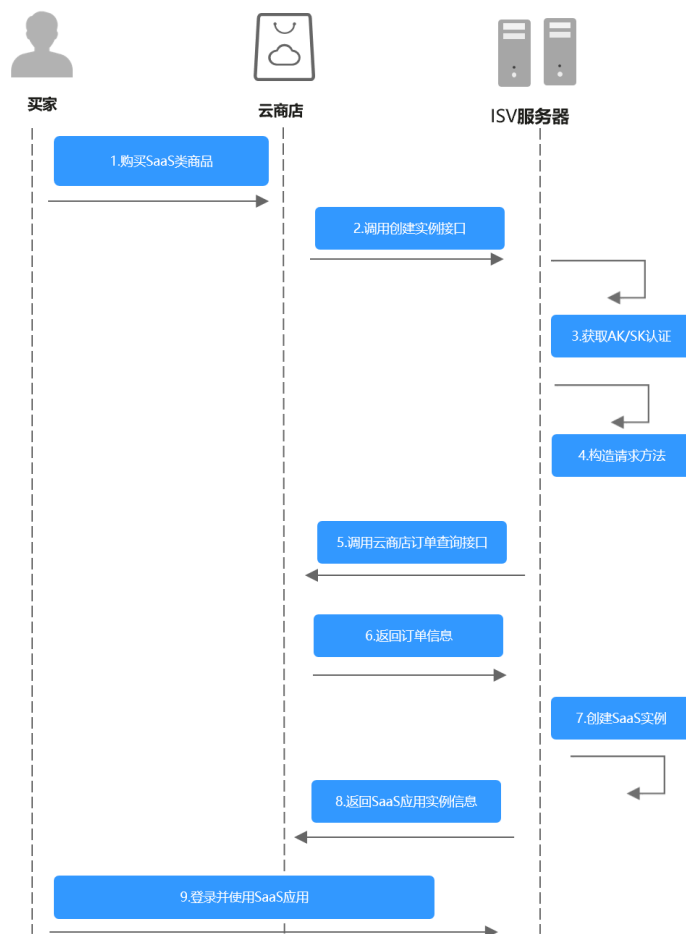 买家
云商店
ISV服务器
1.购买SaaS类商品
2.调用创建实例接口
3.获取AK/SK认证
4.构造请求方法
5.调用云商店订单查询接口
6.返回订单信息
7.创建SaaS实例
8.返回SaaS应用实例信息
9.登录并使用SaaS应用